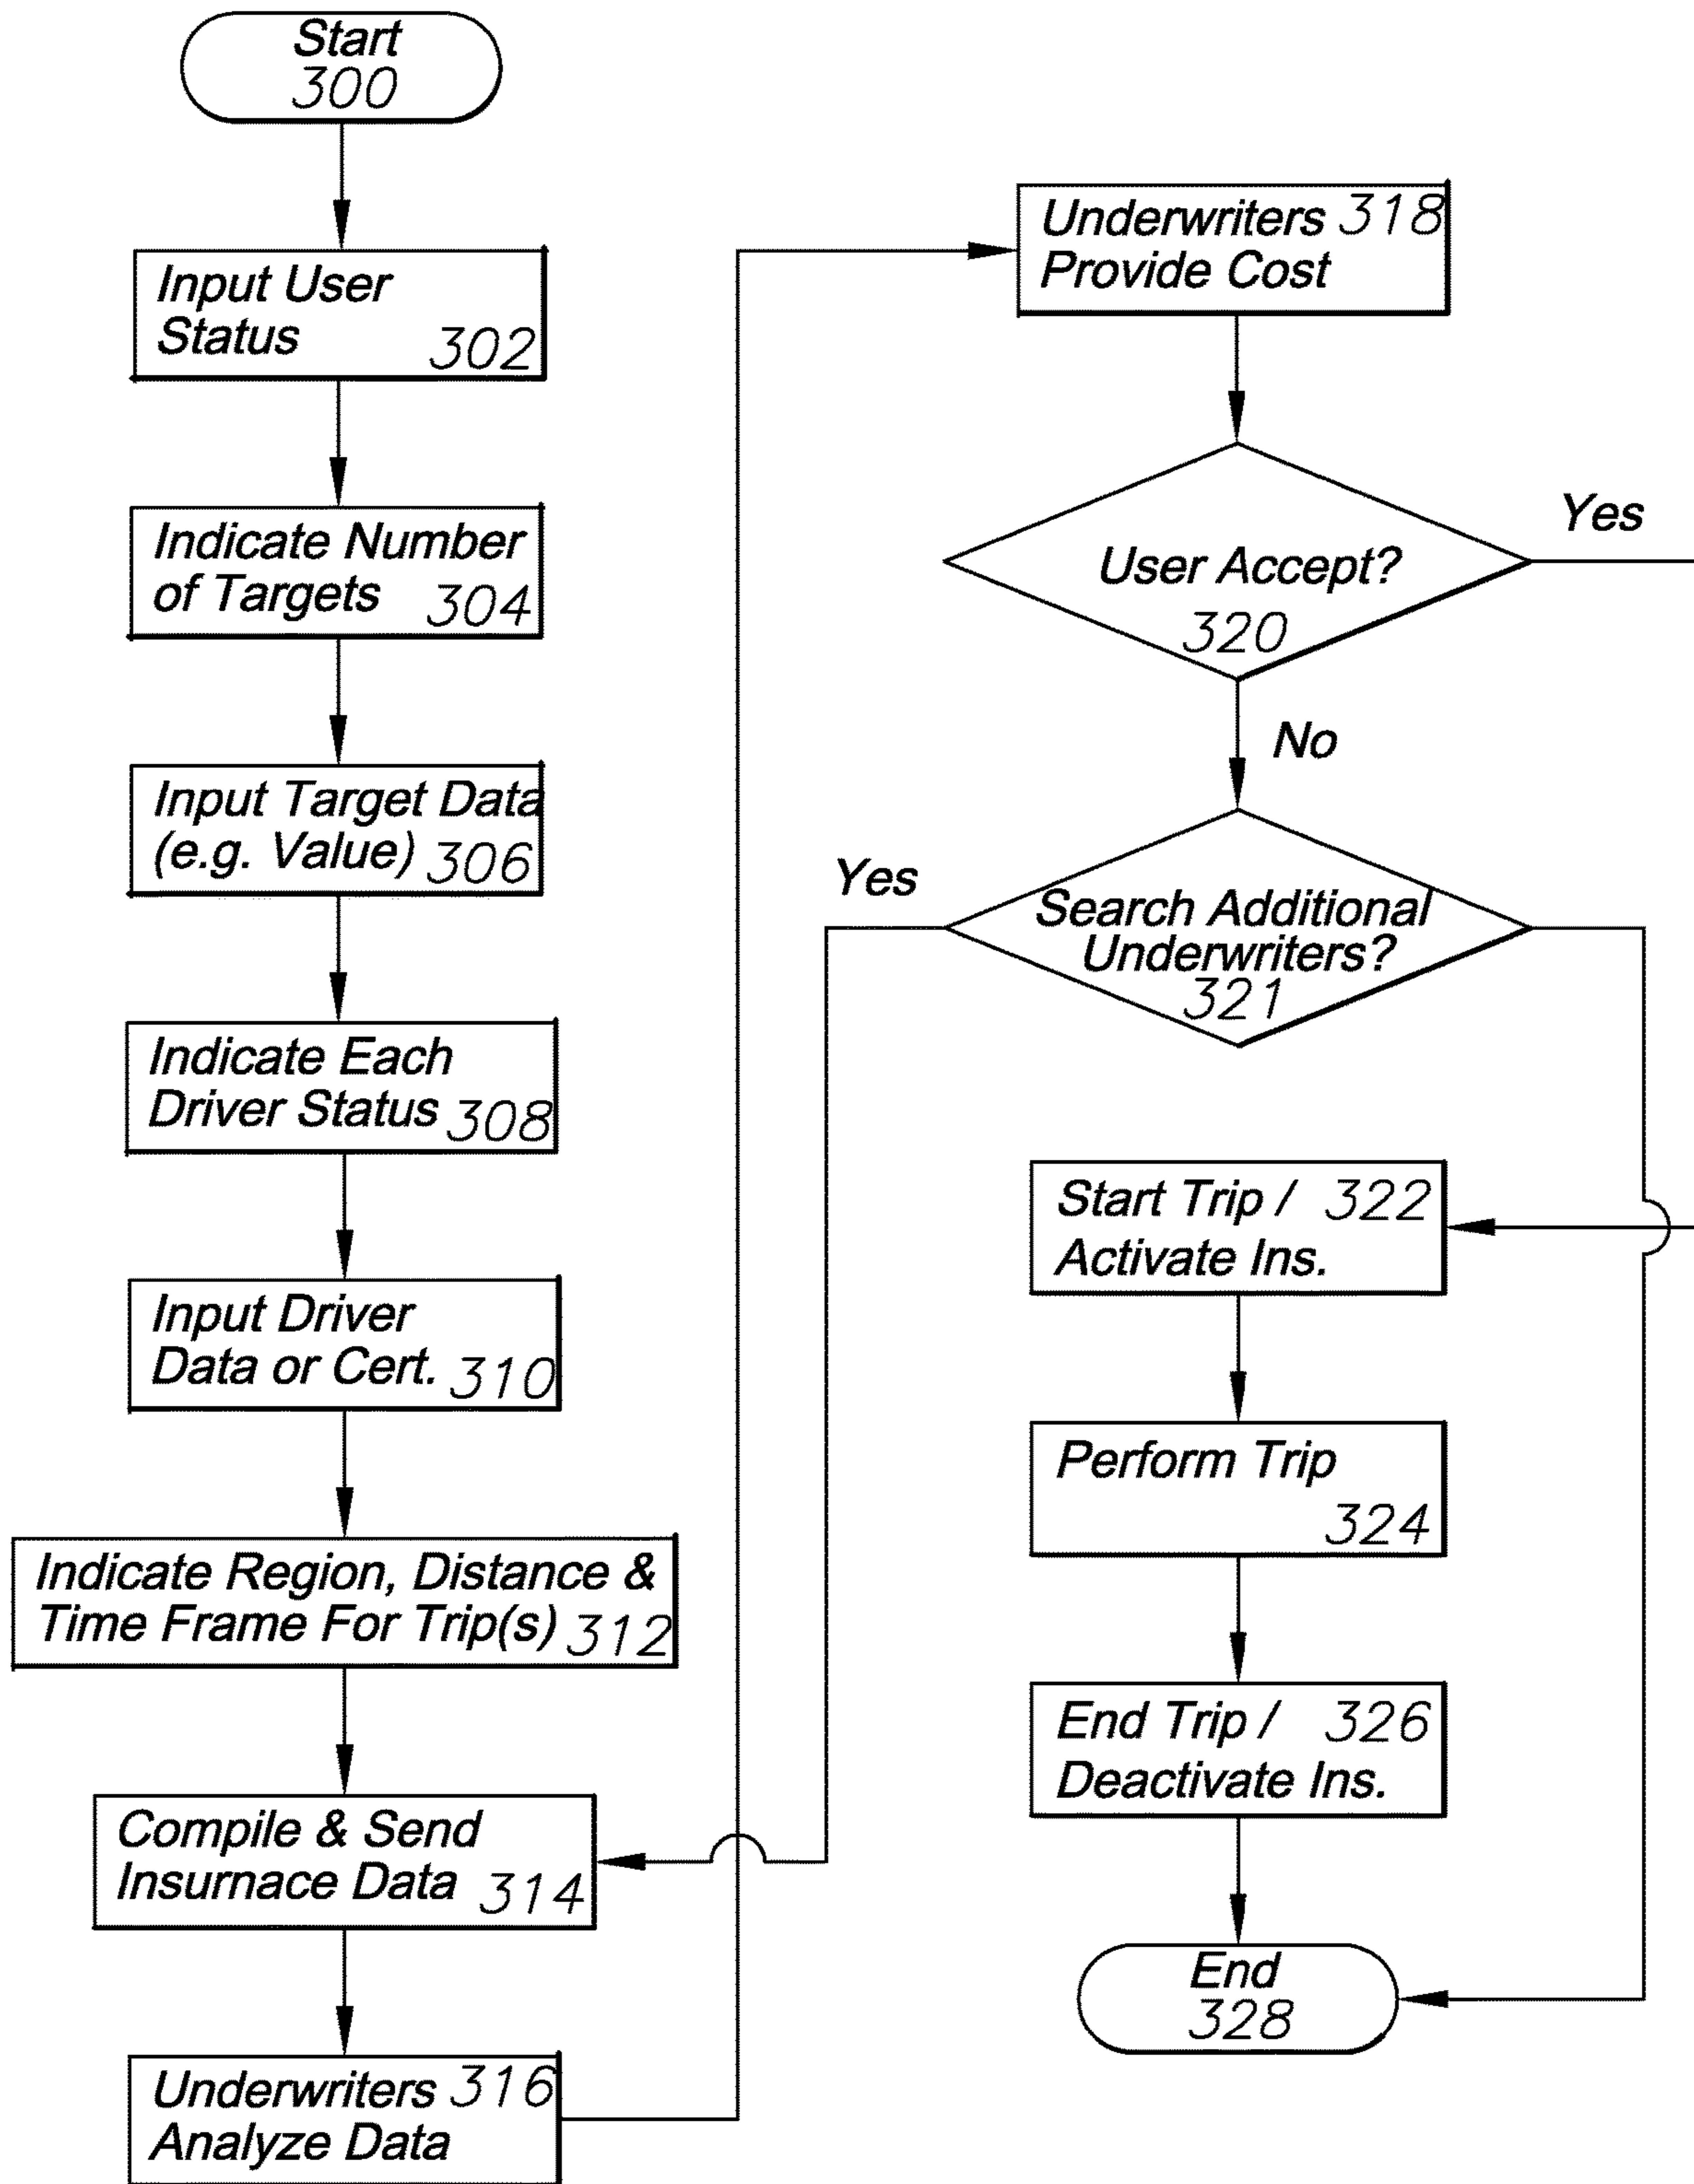 Start
300
Input User
Status 302
Indicate Number
of Targets 304
Input Target Data
(e.g. Value) 306
Indicate Each
Driver Status 308
Input Driver
Data or Cert. 310
Indicate Region, Distance &
Time Frame For Trip(s) 312
Compile & Send
Insurnace Data 314
Underwriters 316
Analyze Data
Underwriters 318
Provide Cost
User Accept?
320
Yes
No
Search Additional
Underwriters?
321
Yes
Start Trip / 322
Activate Ins.
Perform Trip
324
End Trip / 326
Deactivate Ins.
End
328